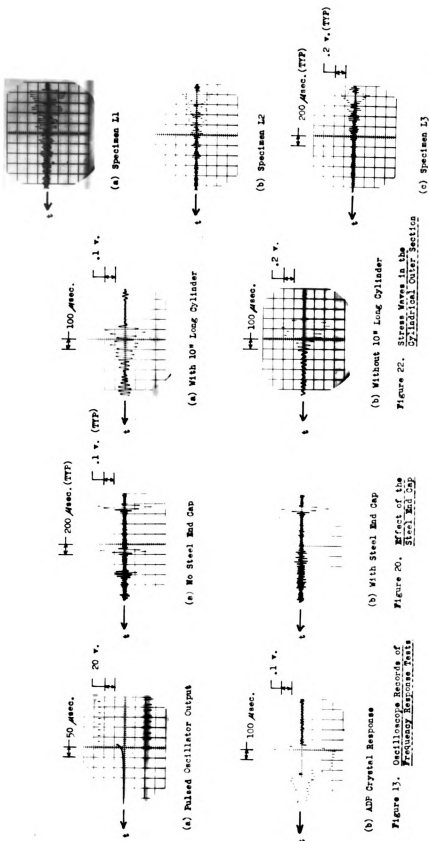 50 µsec.
20 v.
t
(a) Pulsed Oscillator Output
100 µsec.
.1 v.
t
(b) ADP Crystal Response
Figure 13. Oscilloscope Records of
Frequency Response Tests
200 µsec.(TYP)
.1 v. (TYP)
t
(a) No Steel End Cap
t
(b) With Steel End Cap
Figure 20. Effect of the
Steel End Cap
100 µsec.
.1 v.
t
(a) With 10" Long Cylinder
100 µsec.
.2 v.
t
(b) Without 10" Long Cylinder
Figure 22. Stress Waves in the
Cylindrical Outer Section
t
(a) Specimen L1
t
(b) Specimen L2
200 µsec.(TYP)
.2 v.(TYP)
t
(c) Specimen L3